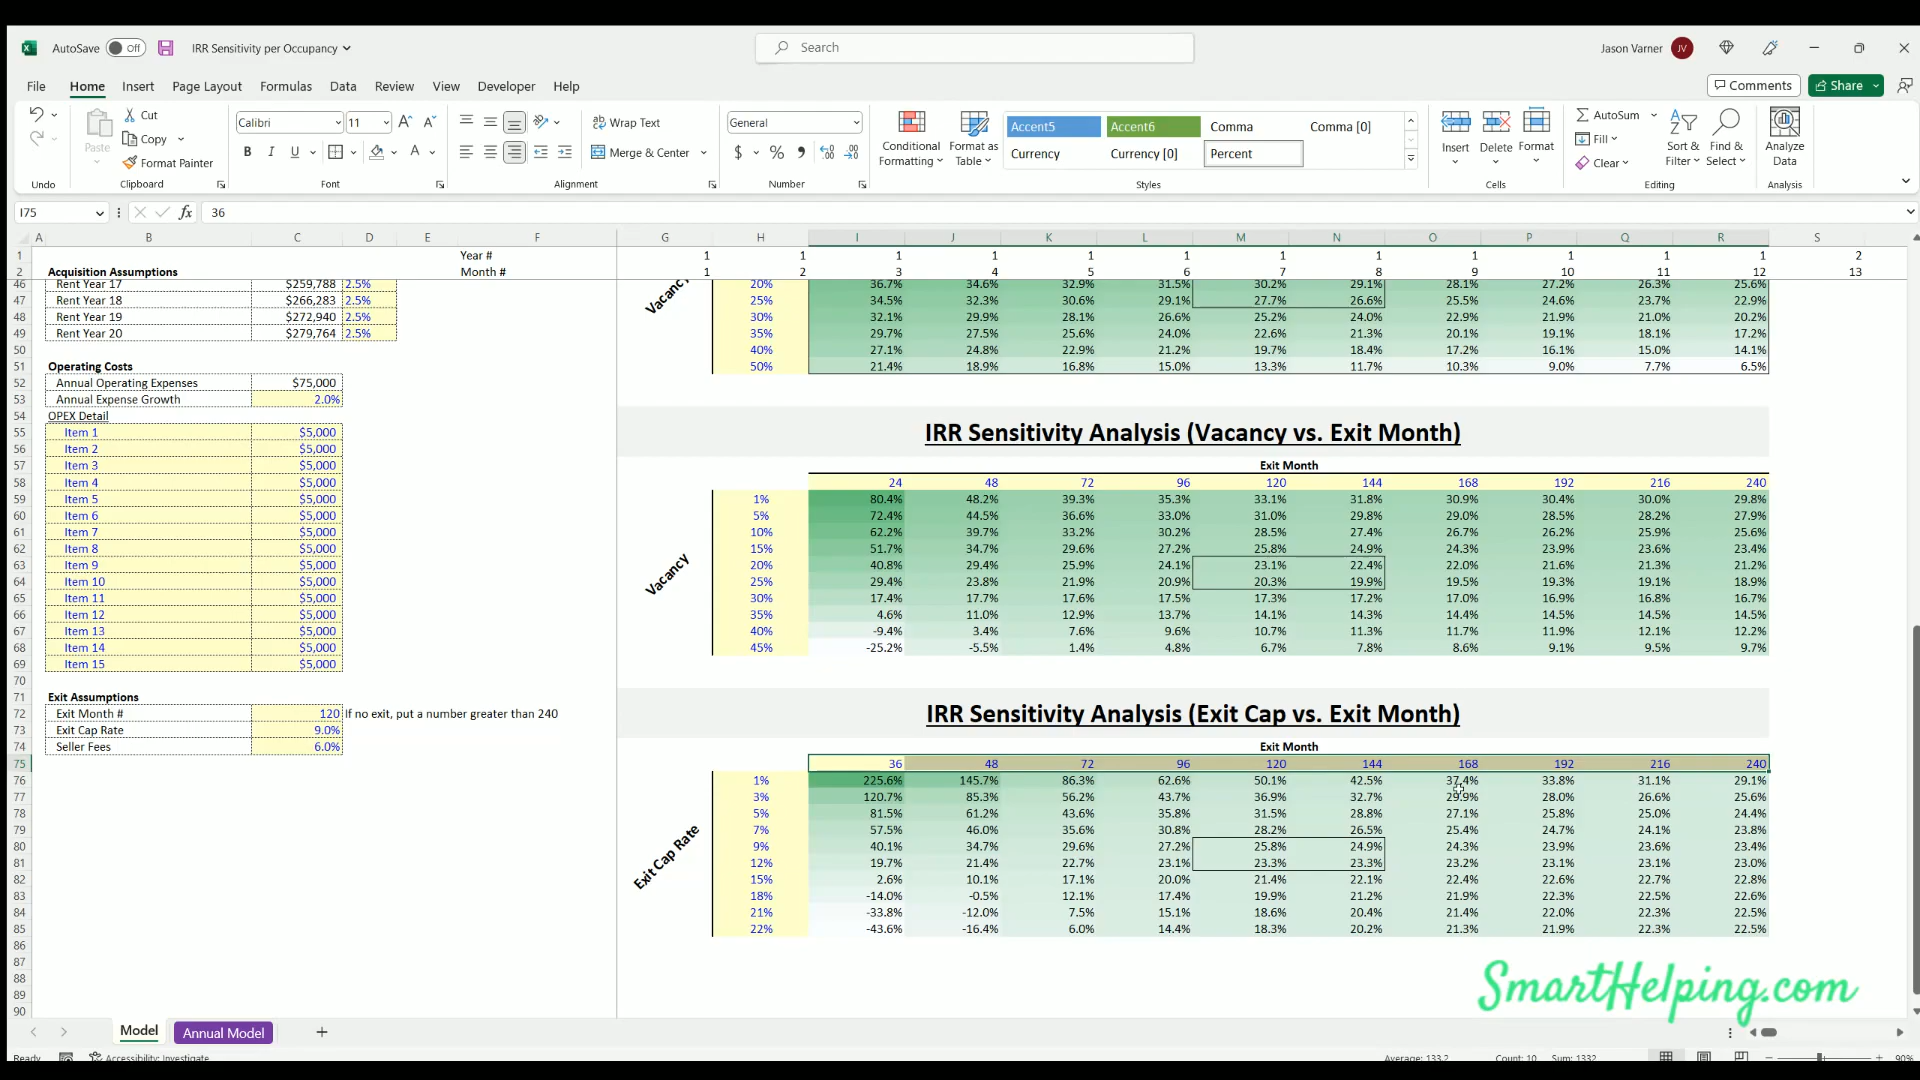 AutoSave Off IRR Sensitivity per Occupancy Search Jason Varner JV
File Home Insert Page Layout Formulas Data Review View Developer Help Comments Share
Cut Calibri 11 Wrap Text General Accent5 Accent6 Comma Comma [0] AutoSum
Copy Fill
Paste Format Painter Merge & Center Conditional Formatting Format as Table Currency Currency [0] Percent Insert Delete Format Clear Sort & Filter Find & Select Analyze Data
Undo Clipboard Font Alignment Number Styles Cells Editing Analysis
I75 fx 36
A B C D E F G H I J K L M N O P Q R S
1 Year # 1 1 1 1 1 1 1 1 1 1 1 1 2
2 Acquisition Assumptions Month # 1 2 3 4 5 6 7 8 9 10 11 12 13
46 Rent Year 17 $259,788 2.5% Vacancy 20% 36.7% 34.6% 32.9% 31.5% 30.2% 29.1% 28.1% 27.2% 26.3% 25.6%
47 Rent Year 18 $266,283 2.5% 25% 34.5% 32.3% 30.6% 29.1% 27.7% 26.6% 25.5% 24.6% 23.7% 22.9%
48 Rent Year 19 $272,940 2.5% 30% 32.1% 29.9% 28.1% 26.6% 25.2% 24.0% 22.9% 21.9% 21.0% 20.2%
49 Rent Year 20 $279,764 2.5% 35% 29.7% 27.5% 25.6% 24.0% 22.6% 21.3% 20.1% 19.1% 18.1% 17.2%
50 40% 27.1% 24.8% 22.9% 21.2% 19.7% 18.4% 17.2% 16.1% 15.0% 14.1%
51 Operating Costs 50% 21.4% 18.9% 16.8% 15.0% 13.3% 11.7% 10.3% 9.0% 7.7% 6.5%
52 Annual Operating Expenses $75,000
53 Annual Expense Growth 2.0%
54 OPEX Detail
55 Item 1 $5,000 IRR Sensitivity Analysis (Vacancy vs. Exit Month)
56 Item 2 $5,000
57 Item 3 $5,000 Exit Month
58 Item 4 $5,000 24 48 72 96 120 144 168 192 216 240
59 Item 5 $5,000 1% 80.4% 48.2% 39.3% 35.3% 33.1% 31.8% 30.9% 30.4% 30.0% 29.8%
60 Item 6 $5,000 5% 72.4% 44.5% 36.6% 33.0% 31.0% 29.8% 29.0% 28.5% 28.2% 27.9%
61 Item 7 $5,000 10% 62.2% 39.7% 33.2% 30.2% 28.5% 27.4% 26.7% 26.2% 25.9% 25.6%
62 Item 8 $5,000 15% 51.7% 34.7% 29.6% 27.2% 25.8% 24.9% 24.3% 23.9% 23.6% 23.4%
63 Item 9 $5,000 Vacancy 20% 40.8% 29.4% 25.9% 24.1% 23.1% 22.4% 22.0% 21.6% 21.3% 21.2%
64 Item 10 $5,000 25% 29.4% 23.8% 21.9% 20.9% 20.3% 19.9% 19.5% 19.3% 19.1% 18.9%
65 Item 11 $5,000 30% 17.4% 17.7% 17.6% 17.5% 17.3% 17.2% 17.0% 16.9% 16.8% 16.7%
66 Item 12 $5,000 35% 4.6% 11.0% 12.9% 13.7% 14.1% 14.3% 14.4% 14.5% 14.5% 14.5%
67 Item 13 $5,000 40% -9.4% 3.4% 7.6% 9.6% 10.7% 11.3% 11.7% 11.9% 12.1% 12.2%
68 Item 14 $5,000 45% -25.2% -5.5% 1.4% 4.8% 6.7% 7.8% 8.6% 9.1% 9.5% 9.7%
69 Item 15 $5,000
70
71 Exit Assumptions
72 Exit Month # 120 If no exit, put a number greater than 240 IRR Sensitivity Analysis (Exit Cap vs. Exit Month)
73 Exit Cap Rate 9.0%
74 Seller Fees 6.0% Exit Month
75 36 48 72 96 120 144 168 192 216 240
76 1% 225.6% 145.7% 86.3% 62.6% 50.1% 42.5% 37.4% 33.8% 31.1% 29.1%
77 3% 120.7% 85.3% 56.2% 43.7% 36.9% 32.7% 29.9% 28.0% 26.6% 25.6%
78 5% 81.5% 61.2% 43.6% 35.8% 31.5% 28.8% 27.1% 25.8% 25.0% 24.4%
79 7% 57.5% 46.0% 35.6% 30.8% 28.2% 26.5% 25.4% 24.7% 24.1% 23.8%
80 Exit Cap Rate 9% 40.1% 34.7% 29.6% 27.2% 25.8% 24.9% 24.3% 23.9% 23.6% 23.4%
81 12% 19.7% 21.4% 22.7% 23.1% 23.3% 23.3% 23.2% 23.1% 23.1% 23.0%
82 15% 2.6% 10.1% 17.1% 20.0% 21.4% 22.1% 22.4% 22.6% 22.7% 22.8%
83 18% -14.0% -0.5% 12.1% 17.4% 19.9% 21.2% 21.9% 22.3% 22.5% 22.6%
84 21% -33.8% -12.0% 7.5% 15.1% 18.6% 20.4% 21.4% 22.0% 22.3% 22.5%
85 22% -43.6% -16.4% 6.0% 14.4% 18.3% 20.2% 21.3% 21.9% 22.3% 22.5%
86
87
88
89
90
SmartHelping.com
Model Annual Model
Ready Accessibility: Investigate Average: 133.2 Count: 10 Sum: 1332 90%